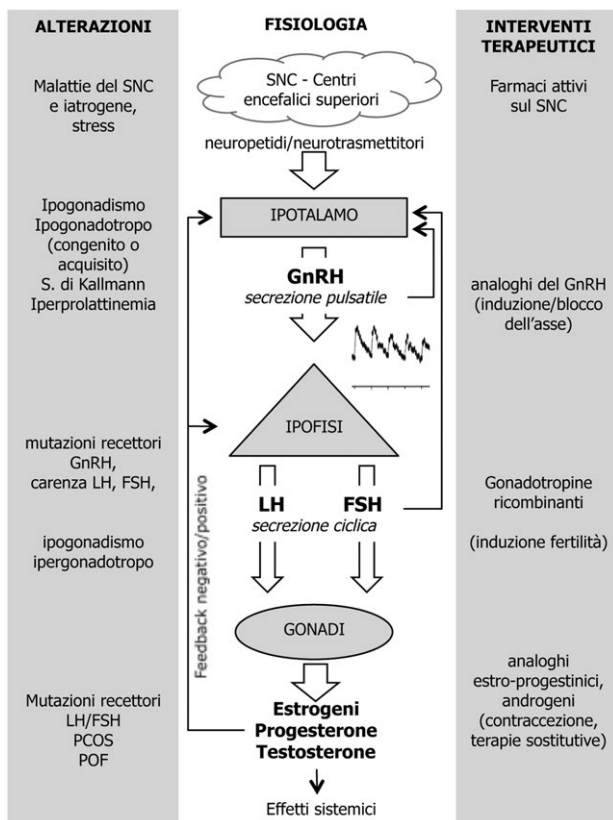 ALTERAZIONI
Malattie del SNC
e iatrogene,
stress
Ipogonadismo
Ipogonadotropo
(congenito o
acquisito)
S. di Kallmann
Iperprolattinemia
mutazioni recettori
GnRH,
carenza LH, FSH,
ipogonadismo
ipergonadotropo
Mutazioni recettori
LH/FSH
PCOS
POF
FISIOLOGIA
SNC - Centri
encefalici superiori
neuropetidi/neurotrasmettitori
IPOTALAMO
GnRH
secrezione pulsatile
IPOFISI
LH FSH
secrezione ciclica
Feedback negativo/positivo
GONADI
Estrogeni
Progesterone
Testosterone
Effetti sistemici
INTERVENTI
TERAPEUTICI
Farmaci attivi
sul SNC
analoghi del GnRH
(induzione/blocco
dell'asse)
Gonadotropine
ricombinanti
(induzione fertilità)
analoghi
estro-progestinici,
androgeni
(contraccezione,
terapie sostitutive)